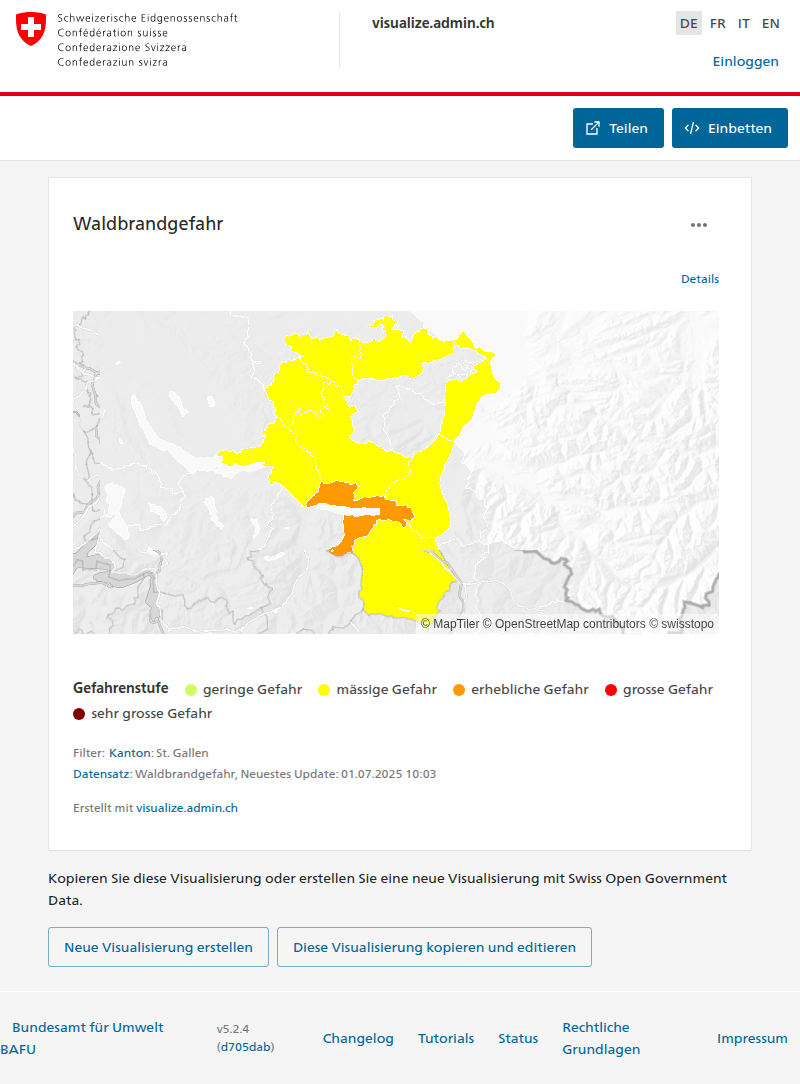 Schweizerische Eidgenossenschaft
Confédération suisse
Confederazione Svizzera
Confederaziun svizra
visualize.admin.ch
DE FR IT EN
Einloggen
Teilen
Einbetten
Waldbrandgefahr
Details
© MapTiler © OpenStreetMap contributors © swisstopo
Gefahrenstufe geringe Gefahr mässige Gefahr erhebliche Gefahr grosse Gefahr
sehr grosse Gefahr
Filter: Kanton: St. Gallen
Datensatz: Waldbrandgefahr, Neuestes Update: 01.07.2025 10:03
Erstellt mit visualize.admin.ch
Kopieren Sie diese Visualisierung oder erstellen Sie eine neue Visualisierung mit Swiss Open Government
Data.
Neue Visualisierung erstellen
Diese Visualisierung kopieren und editieren
Bundesamt für Umwelt
BAFU
v5.2.4
(d705dab)
Changelog
Tutorials
Status
Rechtliche
Grundlagen
Impressum